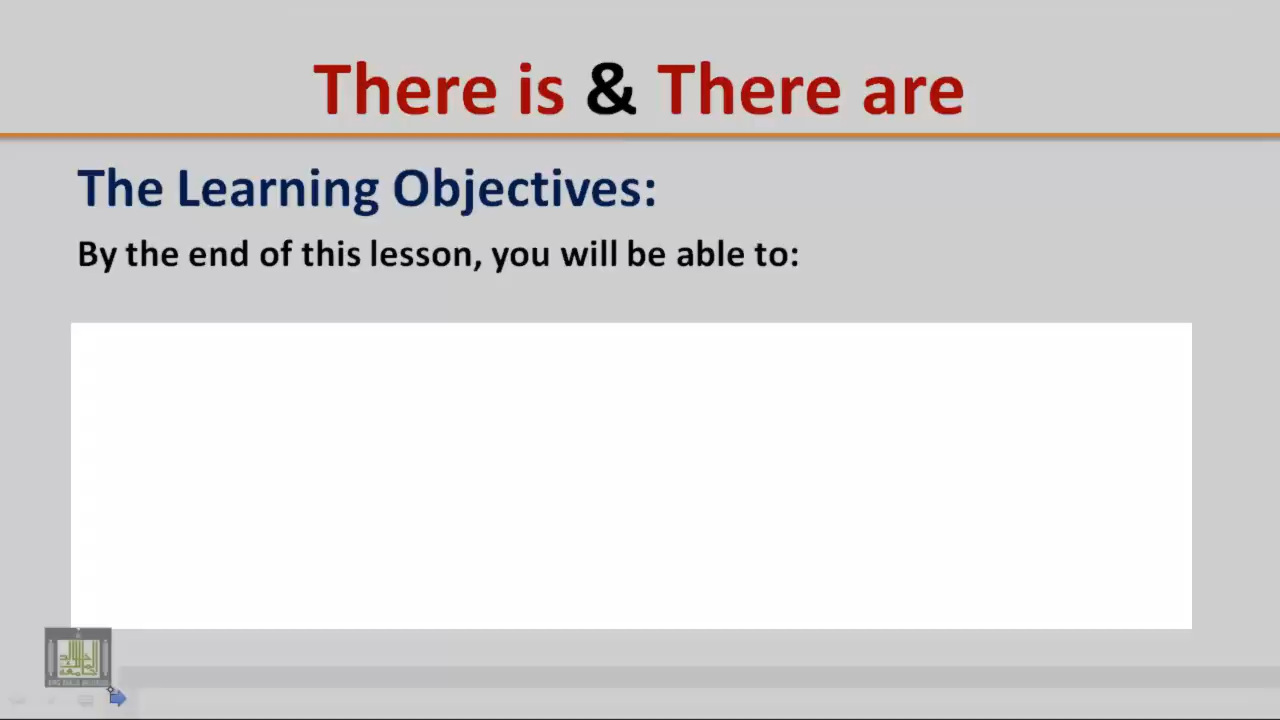 There is & There are
The Learning Objectives:
By the end of this lesson, you will be able to: